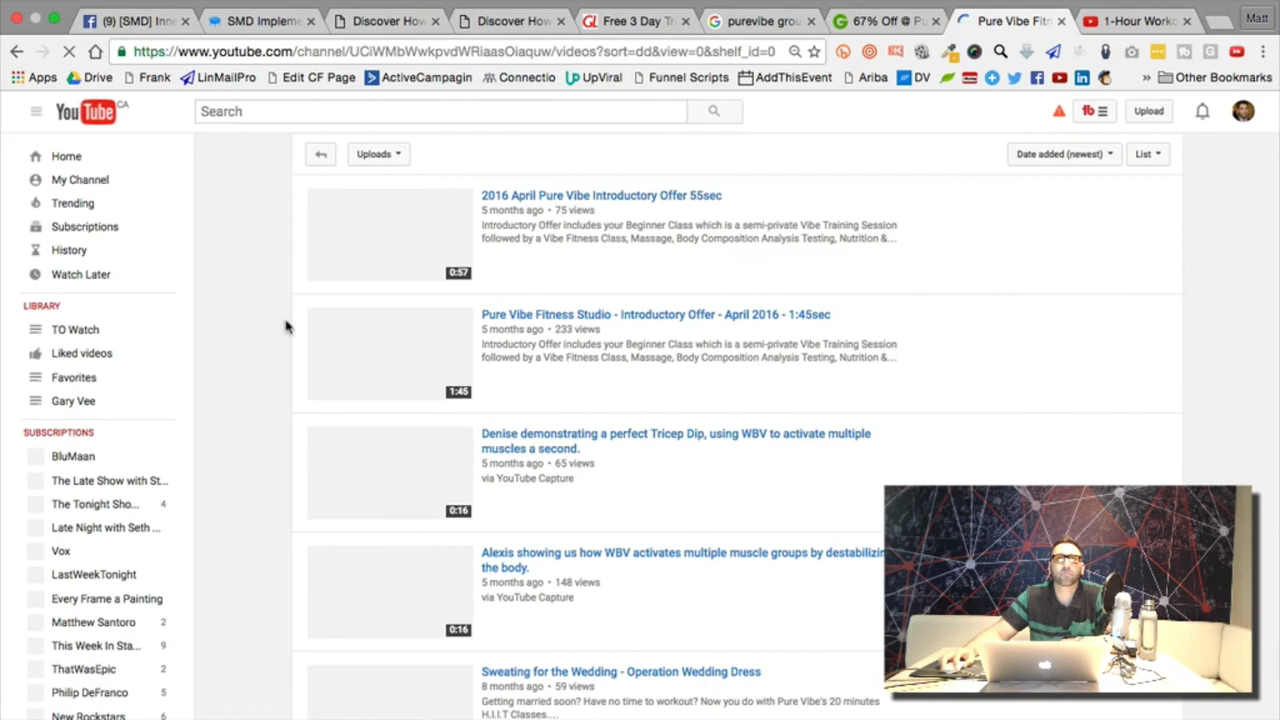 (9) [SMD] Inne
SMD Impleme
Discover How
Discover How
Free 3 Day Tr
purevibe grou
67% Off @ Pu
Pure Vibe Fitn
1-Hour Worko
Matt
https://www.youtube.com/channel/UCiWMbWwkpvdWRiaasOiaquw/videos?sort=dd&view=0&shelf_id=0
Apps
Drive
Frank
LinMailPro
Edit CF Page
ActiveCampaign
Connectio
UpViral
Funnel Scripts
AddThisEvent
Ariba
DV
» Other Bookmarks
YouTube CA
Search
Upload
Home
My Channel
Trending
Subscriptions
History
Watch Later
LIBRARY
TO Watch
Liked videos
Favorites
Gary Vee
SUBSCRIPTIONS
BluMaan
The Late Show with St...
The Tonight Sho... 4
Late Night with Seth ...
Vox
LastWeekTonight
Every Frame a Painting
Matthew Santoro 2
This Week In Sta... 9
ThatWasEpic 2
Philip DeFranco 5
New Rockstars 6
Uploads
Date added (newest)
List
2016 April Pure Vibe Introductory Offer 55sec
5 months ago • 75 views
Introductory Offer includes your Beginner Class which is a semi-private Vibe Training Session
followed by a Vibe Fitness Class, Massage, Body Composition Analysis Testing, Nutrition &...
0:57
Pure Vibe Fitness Studio - Introductory Offer - April 2016 - 1:45sec
5 months ago • 233 views
Introductory Offer includes your Beginner Class which is a semi-private Vibe Training Session
followed by a Vibe Fitness Class, Massage, Body Composition Analysis Testing, Nutrition &...
1:45
Denise demonstrating a perfect Tricep Dip, using WBV to activate multiple
muscles a second.
5 months ago • 65 views
via YouTube Capture
0:16
Alexis showing us how WBV activates multiple muscle groups by destabilizin
the body.
5 months ago • 148 views
via YouTube Capture
0:16
Sweating for the Wedding - Operation Wedding Dress
8 months ago • 59 views
Getting married soon? Have no time to workout? Now you do with Pure Vibe's 20 minutes
H.I.I.T Classes....